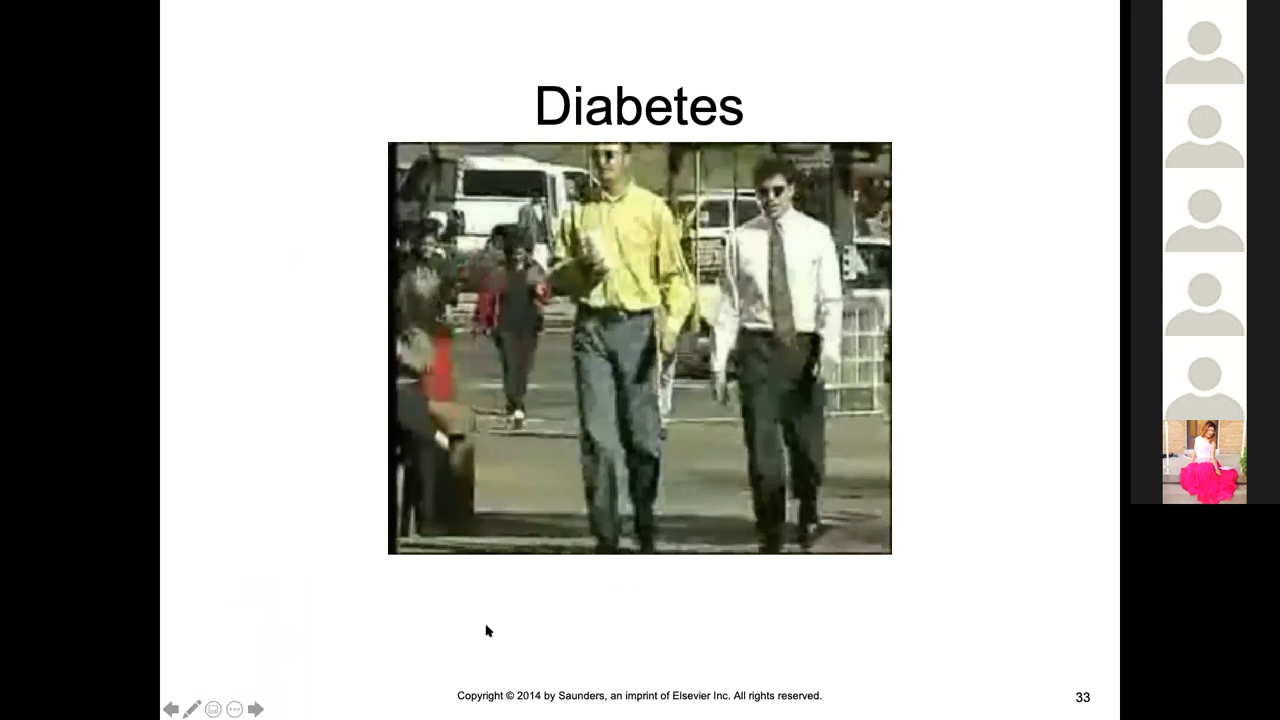 Diabetes
Copyright © 2014 by Saunders, an imprint of Elsevier Inc. All rights reserved.
33